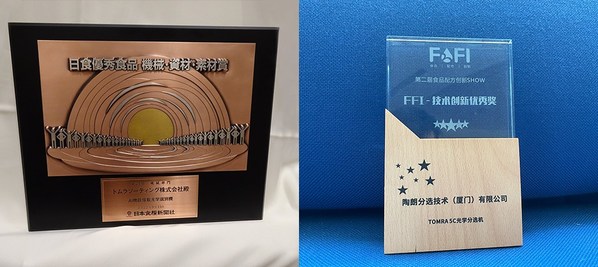 日食優秀食品 機械・資材・素材賞
機械部門
トムラソーティング株式会社殿
日本食糧新聞社
FAFI
第二届食品配方创新SHOW
FFI-技术创新优秀奖
陶朗分选技术（厦门）有限公司
TOMRA 5C光学分选机